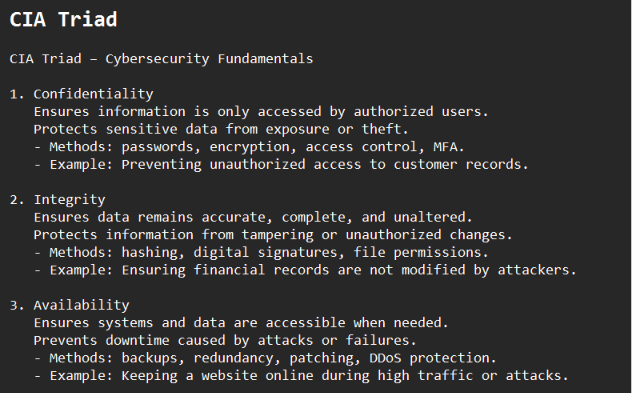 CIA Triad
CIA Triad – Cybersecurity Fundamentals
1. Confidentiality
Ensures information is only accessed by authorized users.
Protects sensitive data from exposure or theft.
- Methods: passwords, encryption, access control, MFA.
- Example: Preventing unauthorized access to customer records.
2. Integrity
Ensures data remains accurate, complete, and unaltered.
Protects information from tampering or unauthorized changes.
- Methods: hashing, digital signatures, file permissions.
- Example: Ensuring financial records are not modified by attackers.
3. Availability
Ensures systems and data are accessible when needed.
Prevents downtime caused by attacks or failures.
- Methods: backups, redundancy, patching, DDoS protection.
- Example: Keeping a website online during high traffic or attacks.